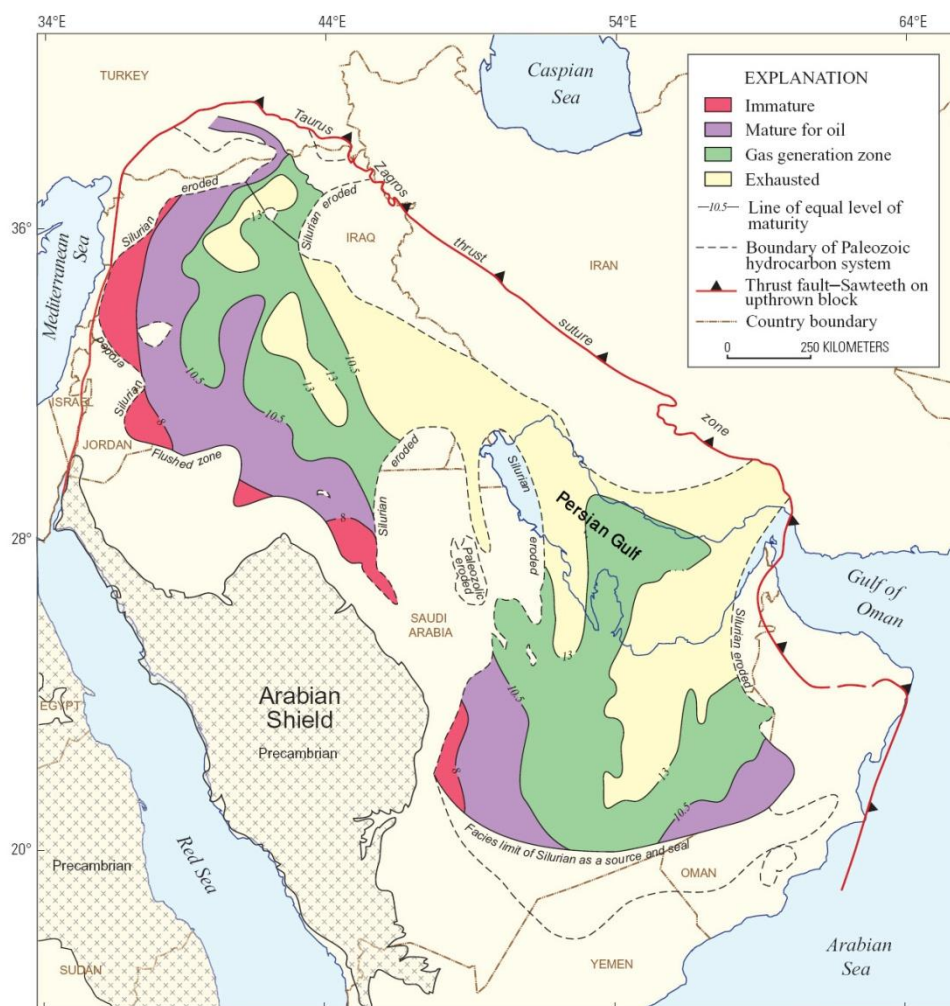 34°E
44°E
54°E
64°E
TURKEY
Caspian
Sea
EXPLANATION
Immature
Mature for oil
Gas generation zone
Exhausted
10.5
Line of equal level of
maturity
Boundary of Paleozoic
hydrocarbon system
Thrust fault—Sawteeth on
upthrown block
Country boundary
0 250 KILOMETERS
Taurus
Zagros
thrust
suture
zone
36°
28°
20°
Mediterranean
Sea
Silurian
eroded
13
Silurian eroded
IRAQ
IRAN
eroded
Silurian
ISRAEL
JORDAN
8
10.5
10.5
13
13
10.5
Flushed zone
8
Silurian
eroded
Silurian
eroded
Paleozoic
eroded
Persian Gulf
SAUDI
ARABIA
Gulf of
Oman
Silurian eroded
13
10.5
8
13
10.5
EGYPT
Arabian
Shield
Precambrian
Facies limit of Silurian as a source and seal
Precambrian
Red Sea
OMAN
YEMEN
SUDAN
Arabian
Sea